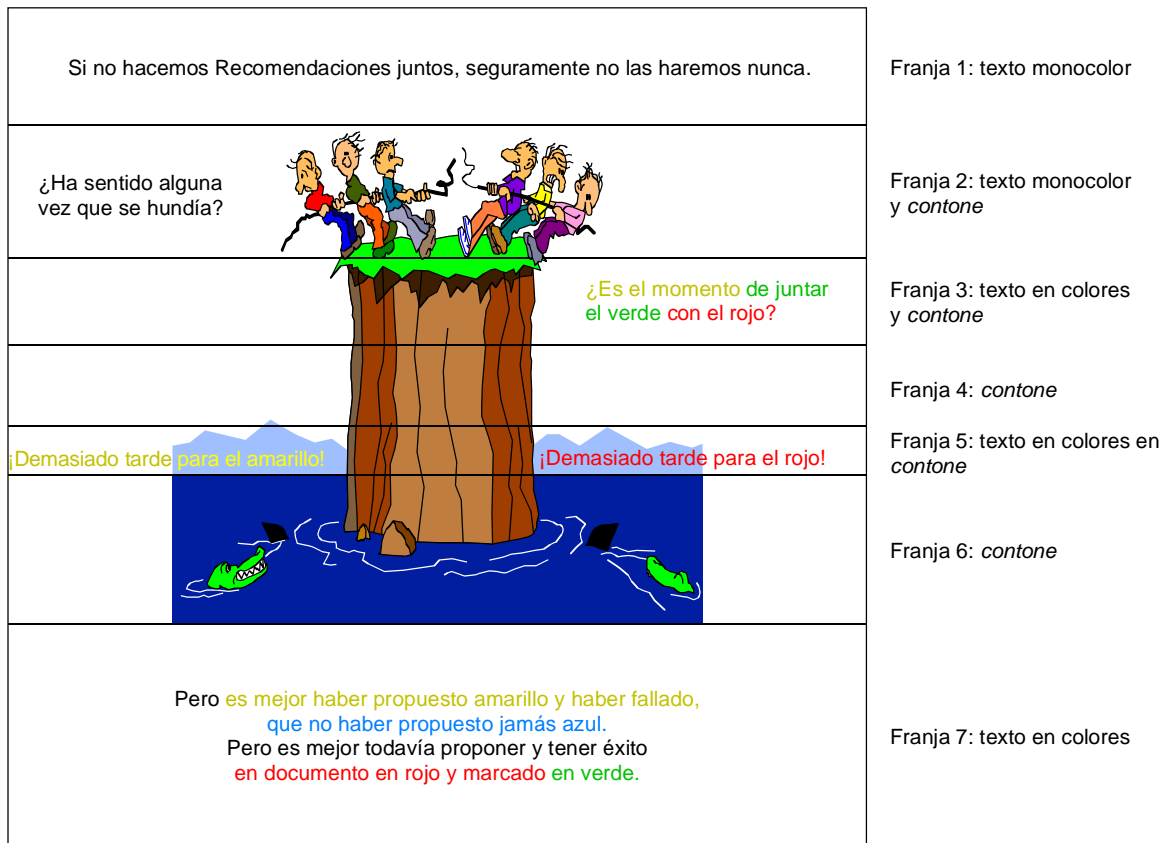 Si no hacemos Recomendaciones juntos, seguramente no las haremos nunca.
Franja 1: texto monocolor
¿Ha sentido alguna
vez que se hundía?
Franja 2: texto monocolor
y contone
¿Es el momento de juntar
el verde con el rojo?
Franja 3: texto en colores
y contone
Franja 4: contone
¡Demasiado tarde para el amarillo!
¡Demasiado tarde para el rojo!
Franja 5: texto en colores en
contone
Franja 6: contone
Pero es mejor haber propuesto amarillo y haber fallado,
que no haber propuesto jamás azul.
Pero es mejor todavía proponer y tener éxito
en documento en rojo y marcado en verde.
Franja 7: texto en colores